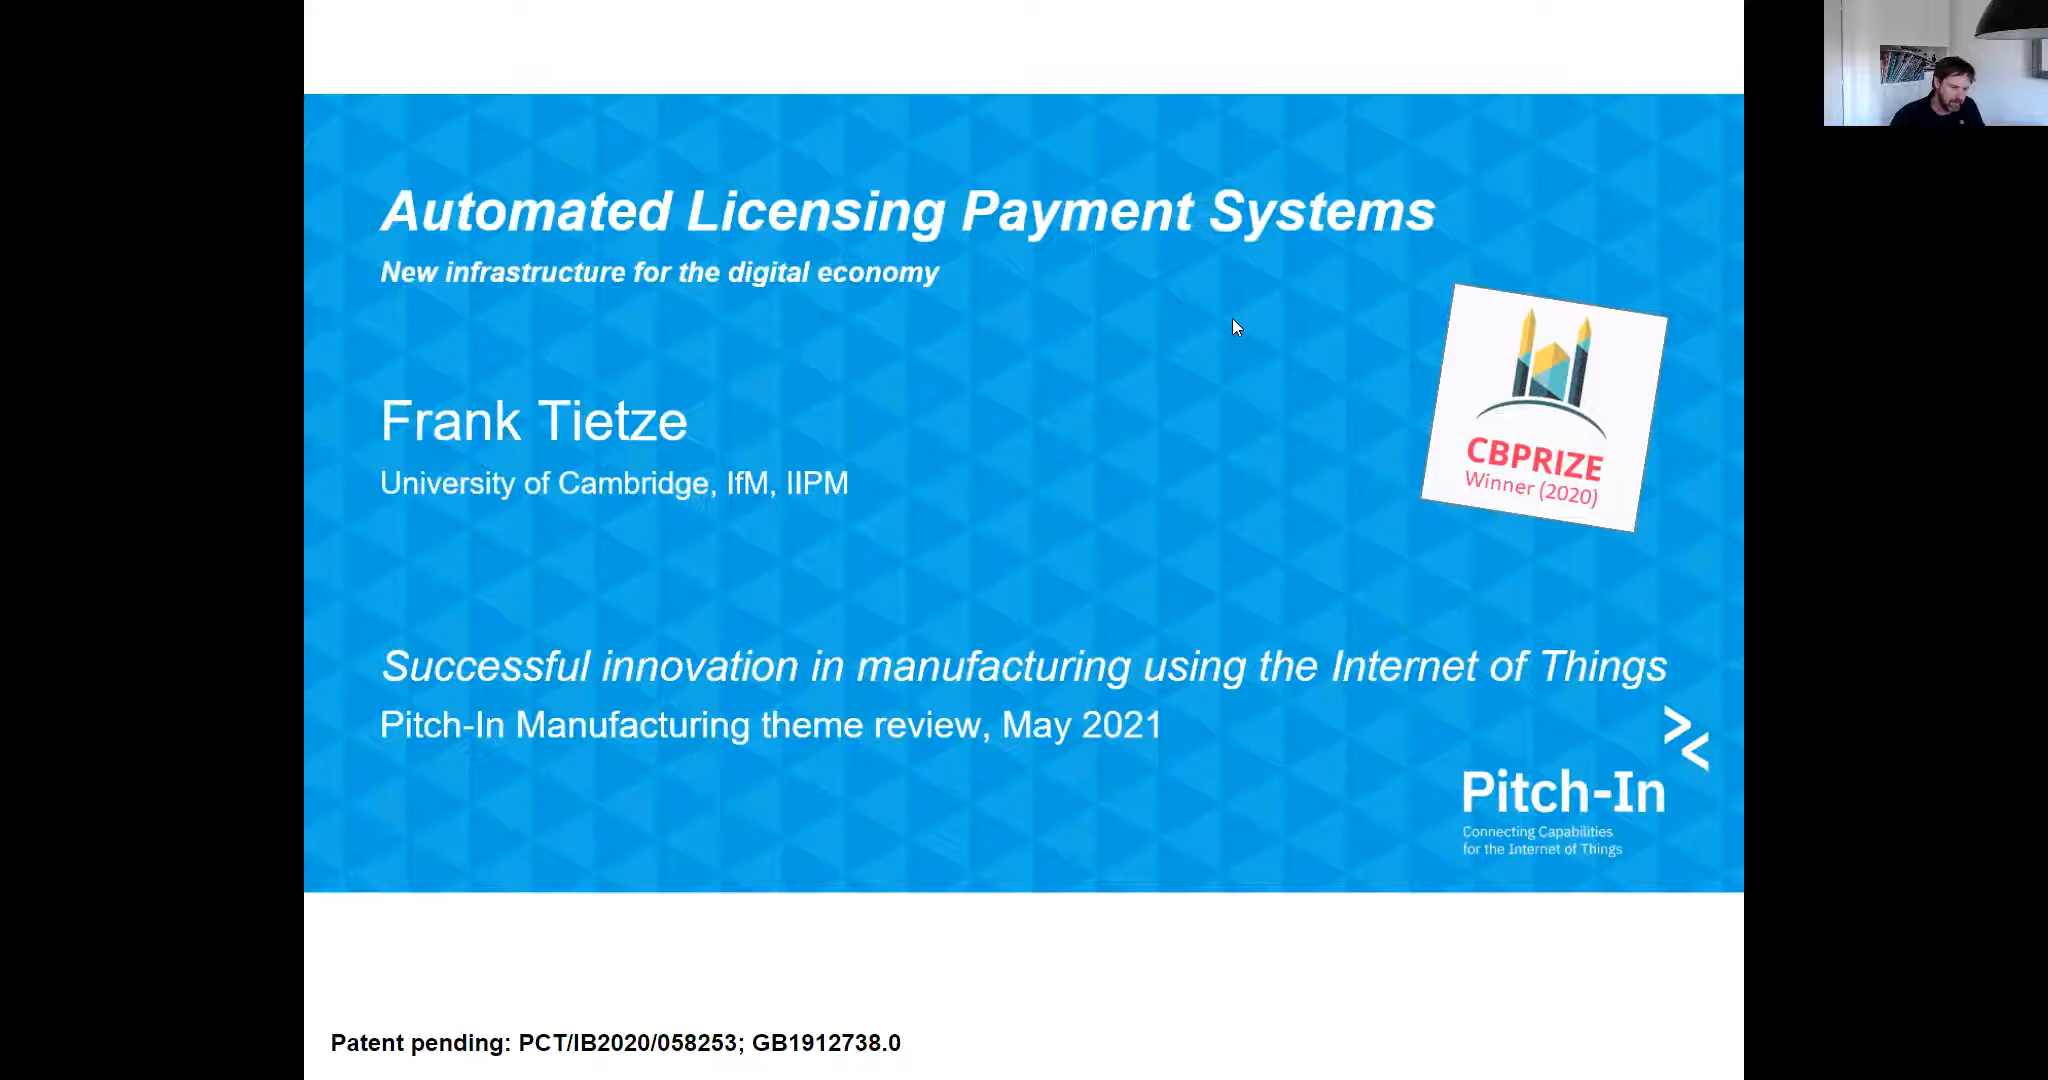 Automated Licensing Payment Systems
New infrastructure for the digital economy
Frank Tietze
University of Cambridge, IfM, IIPM
CBPRIZE
Winner (2020)
Successful innovation in manufacturing using the Internet of Things
Pitch-In Manufacturing theme review, May 2021
Pitch-In
Connecting Capabilities
for the Internet of Things
Patent pending: PCT/IB2020/058253; GB1912738.0